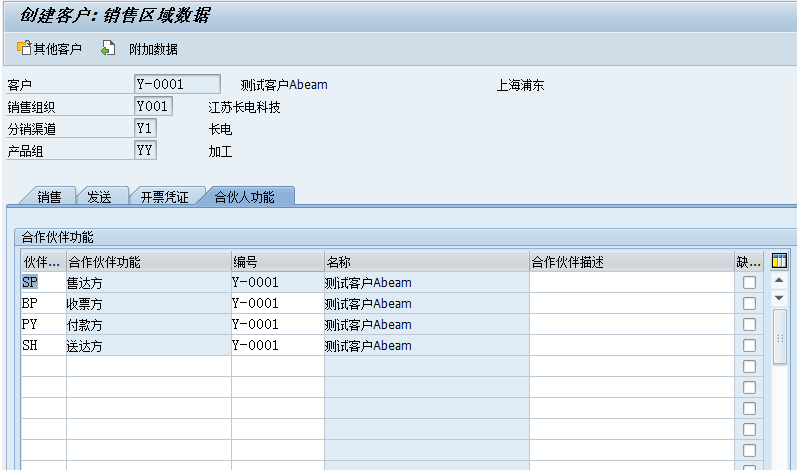 创建客户: 销售区域数据
其他客户 附加数据
客户 Y-0001 测试客户Abeam 上海浦东
销售组织 Y001 江苏长电科技
分销渠道 Y1 长电
产品组 YY 加工
销售 发送 开票凭证 合伙人功能
合作伙伴功能
伙伴... 合作伙伴功能 编号 名称 合作伙伴描述 缺...
SP 售达方 Y-0001 测试客户Abeam
BP 收票方 Y-0001 测试客户Abeam
PY 付款方 Y-0001 测试客户Abeam
SH 送达方 Y-0001 测试客户Abeam